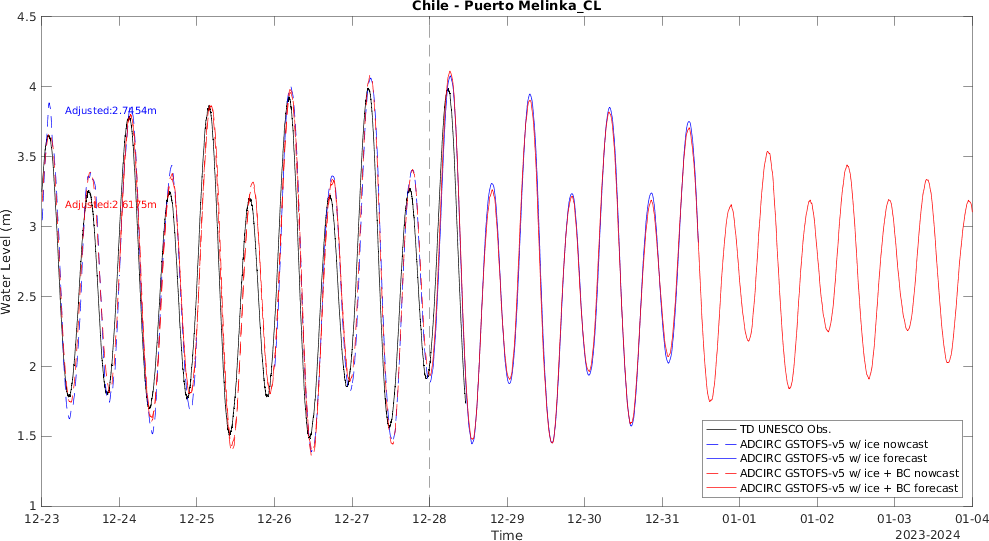 Chile - Puerto Melinka_CL
4.5
4
3.5
3
2.5
2
1.5
1
Water Level (m)
Adjusted:2.7454m
Adjusted:2.6175m
TD UNESCO Obs.
ADCIRC GSTOFS-v5 w/ ice nowcast
ADCIRC GSTOFS-v5 w/ ice forecast
ADCIRC GSTOFS-v5 w/ ice + BC nowcast
ADCIRC GSTOFS-v5 w/ ice + BC forecast
12-23 12-24 12-25 12-26 12-27 12-28 12-29 12-30 12-31 01-01 01-02 01-03 01-04
Time
2023-2024